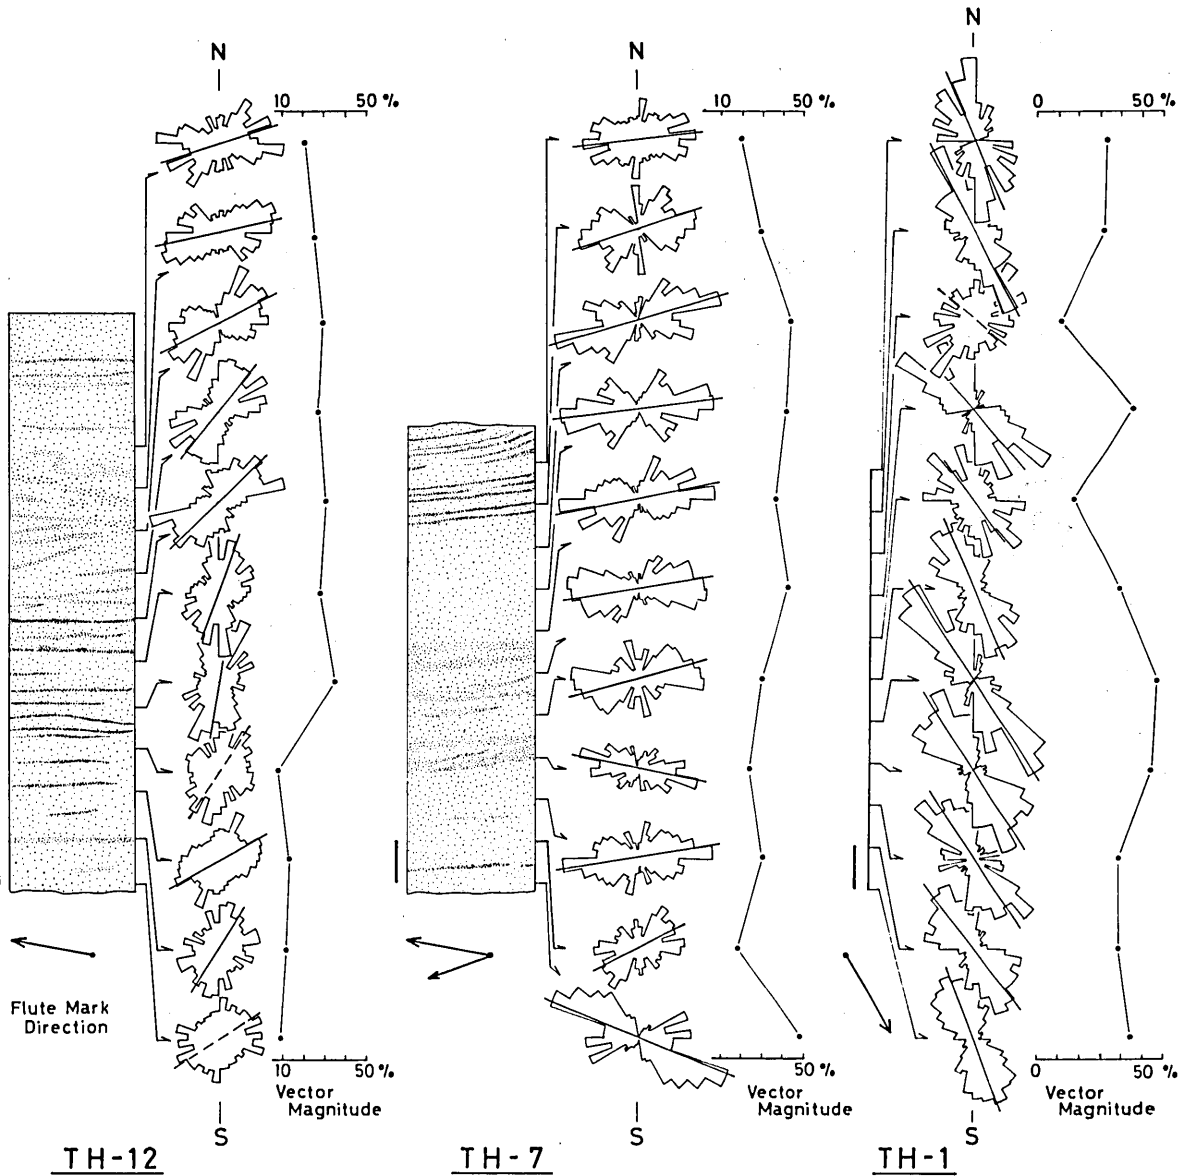 N
N
N
10 50 %
10 50 %
0 50 %
Flute Mark
Direction
10 50 %
Vector
Magnitude
50 %
Vector
Magnitude
0 50 %
Vector
Magnitude
S
S
S
TH-12
TH-7
TH-1